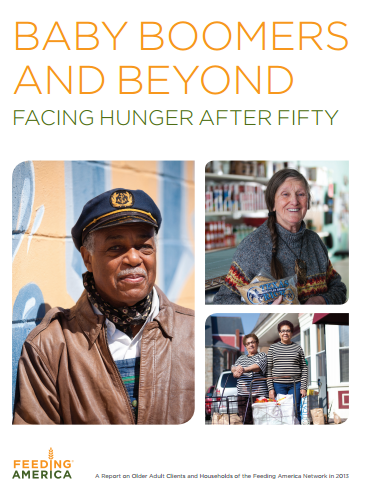 BABY BOOMERS
AND BEYOND
FACING HUNGER AFTER FIFTY
FEEDING
AMERICA
A Report on Older Adult Clients and Households of the Feeding America Network in 2013